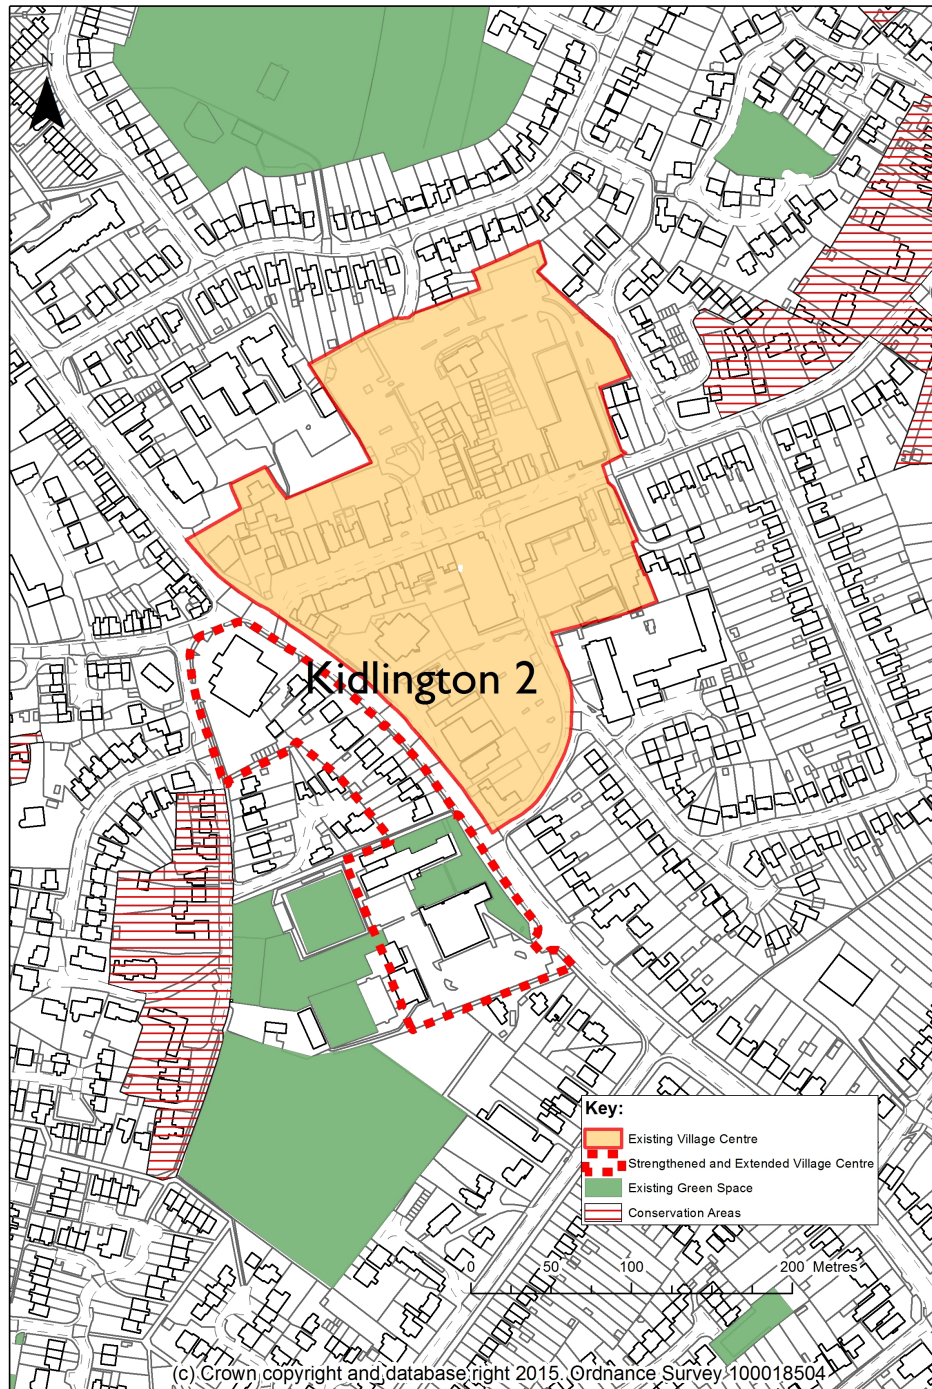 Kidlington 2
Key:
Existing Village Centre
Strengthened and Extended Village Centre
Existing Green Space
Conservation Areas
0 50 100 200 Metres
(c) Crown copyright and database right 2015. Ordnance Survey 100018504